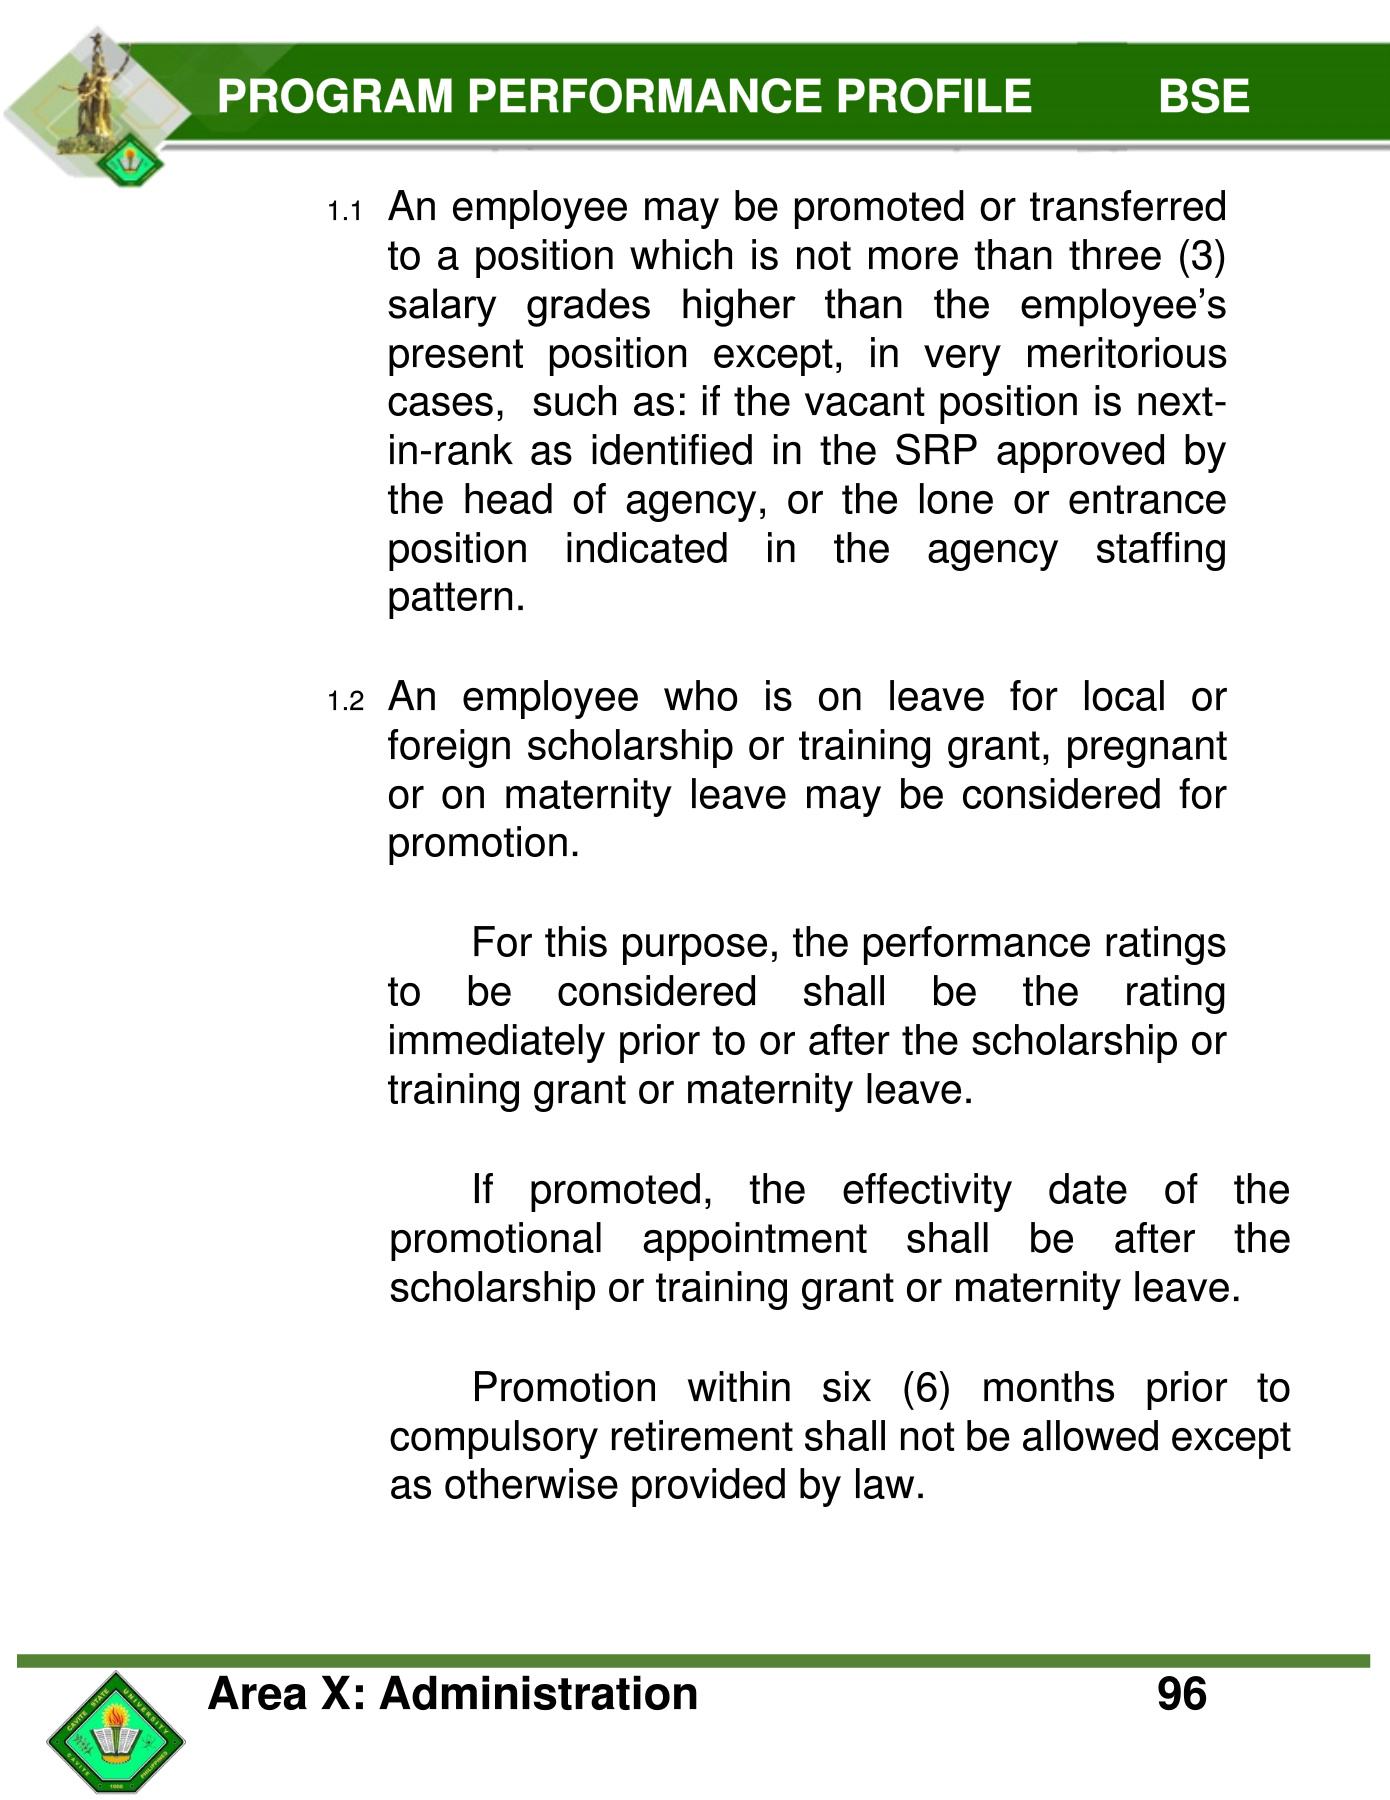 PROGRAM PERFORMANCE PROFILE BSE
1.1 An employee may be promoted or transferred
to a position which is not more than three (3)
salary grades higher than the employee’s
present position except, in very meritorious
cases, such as: if the vacant position is next-
in-rank as identified in the SRP approved by
the head of agency, or the lone or entrance
position indicated in the agency staffing
pattern.
1.2 An employee who is on leave for local or
foreign scholarship or training grant, pregnant
or on maternity leave may be considered for
promotion.
For this purpose, the performance ratings
to be considered shall be the rating
immediately prior to or after the scholarship or
training grant or maternity leave.
If promoted, the effectivity date of the
promotional appointment shall be after the
scholarship or training grant or maternity leave.
Promotion within six (6) months prior to
compulsory retirement shall not be allowed except
as otherwise provided by law.
Area X: Administration 96
CAVITE STATE UNIVERSITY
CAVITE 1906 PHILIPPINES